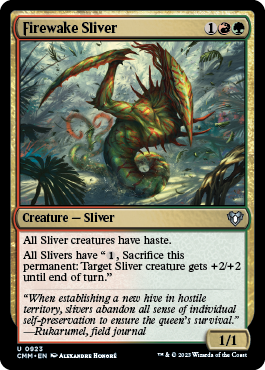 Firewake Sliver 1
Creature — Sliver
All Sliver creatures have haste.
All Slivers have “1, Sacrifice this
permanent: Target Sliver creature gets +2/+2
until end of turn.”
“When establishing a new hive in hostile
territory, slivers abandon all sense of individual
self-preservation to ensure the queen’s survival.”
—Rukarumel, field journal
1/1
U 0923
CMM • EN Alexandre Honoré
™ & © 2023 Wizards of the Coast